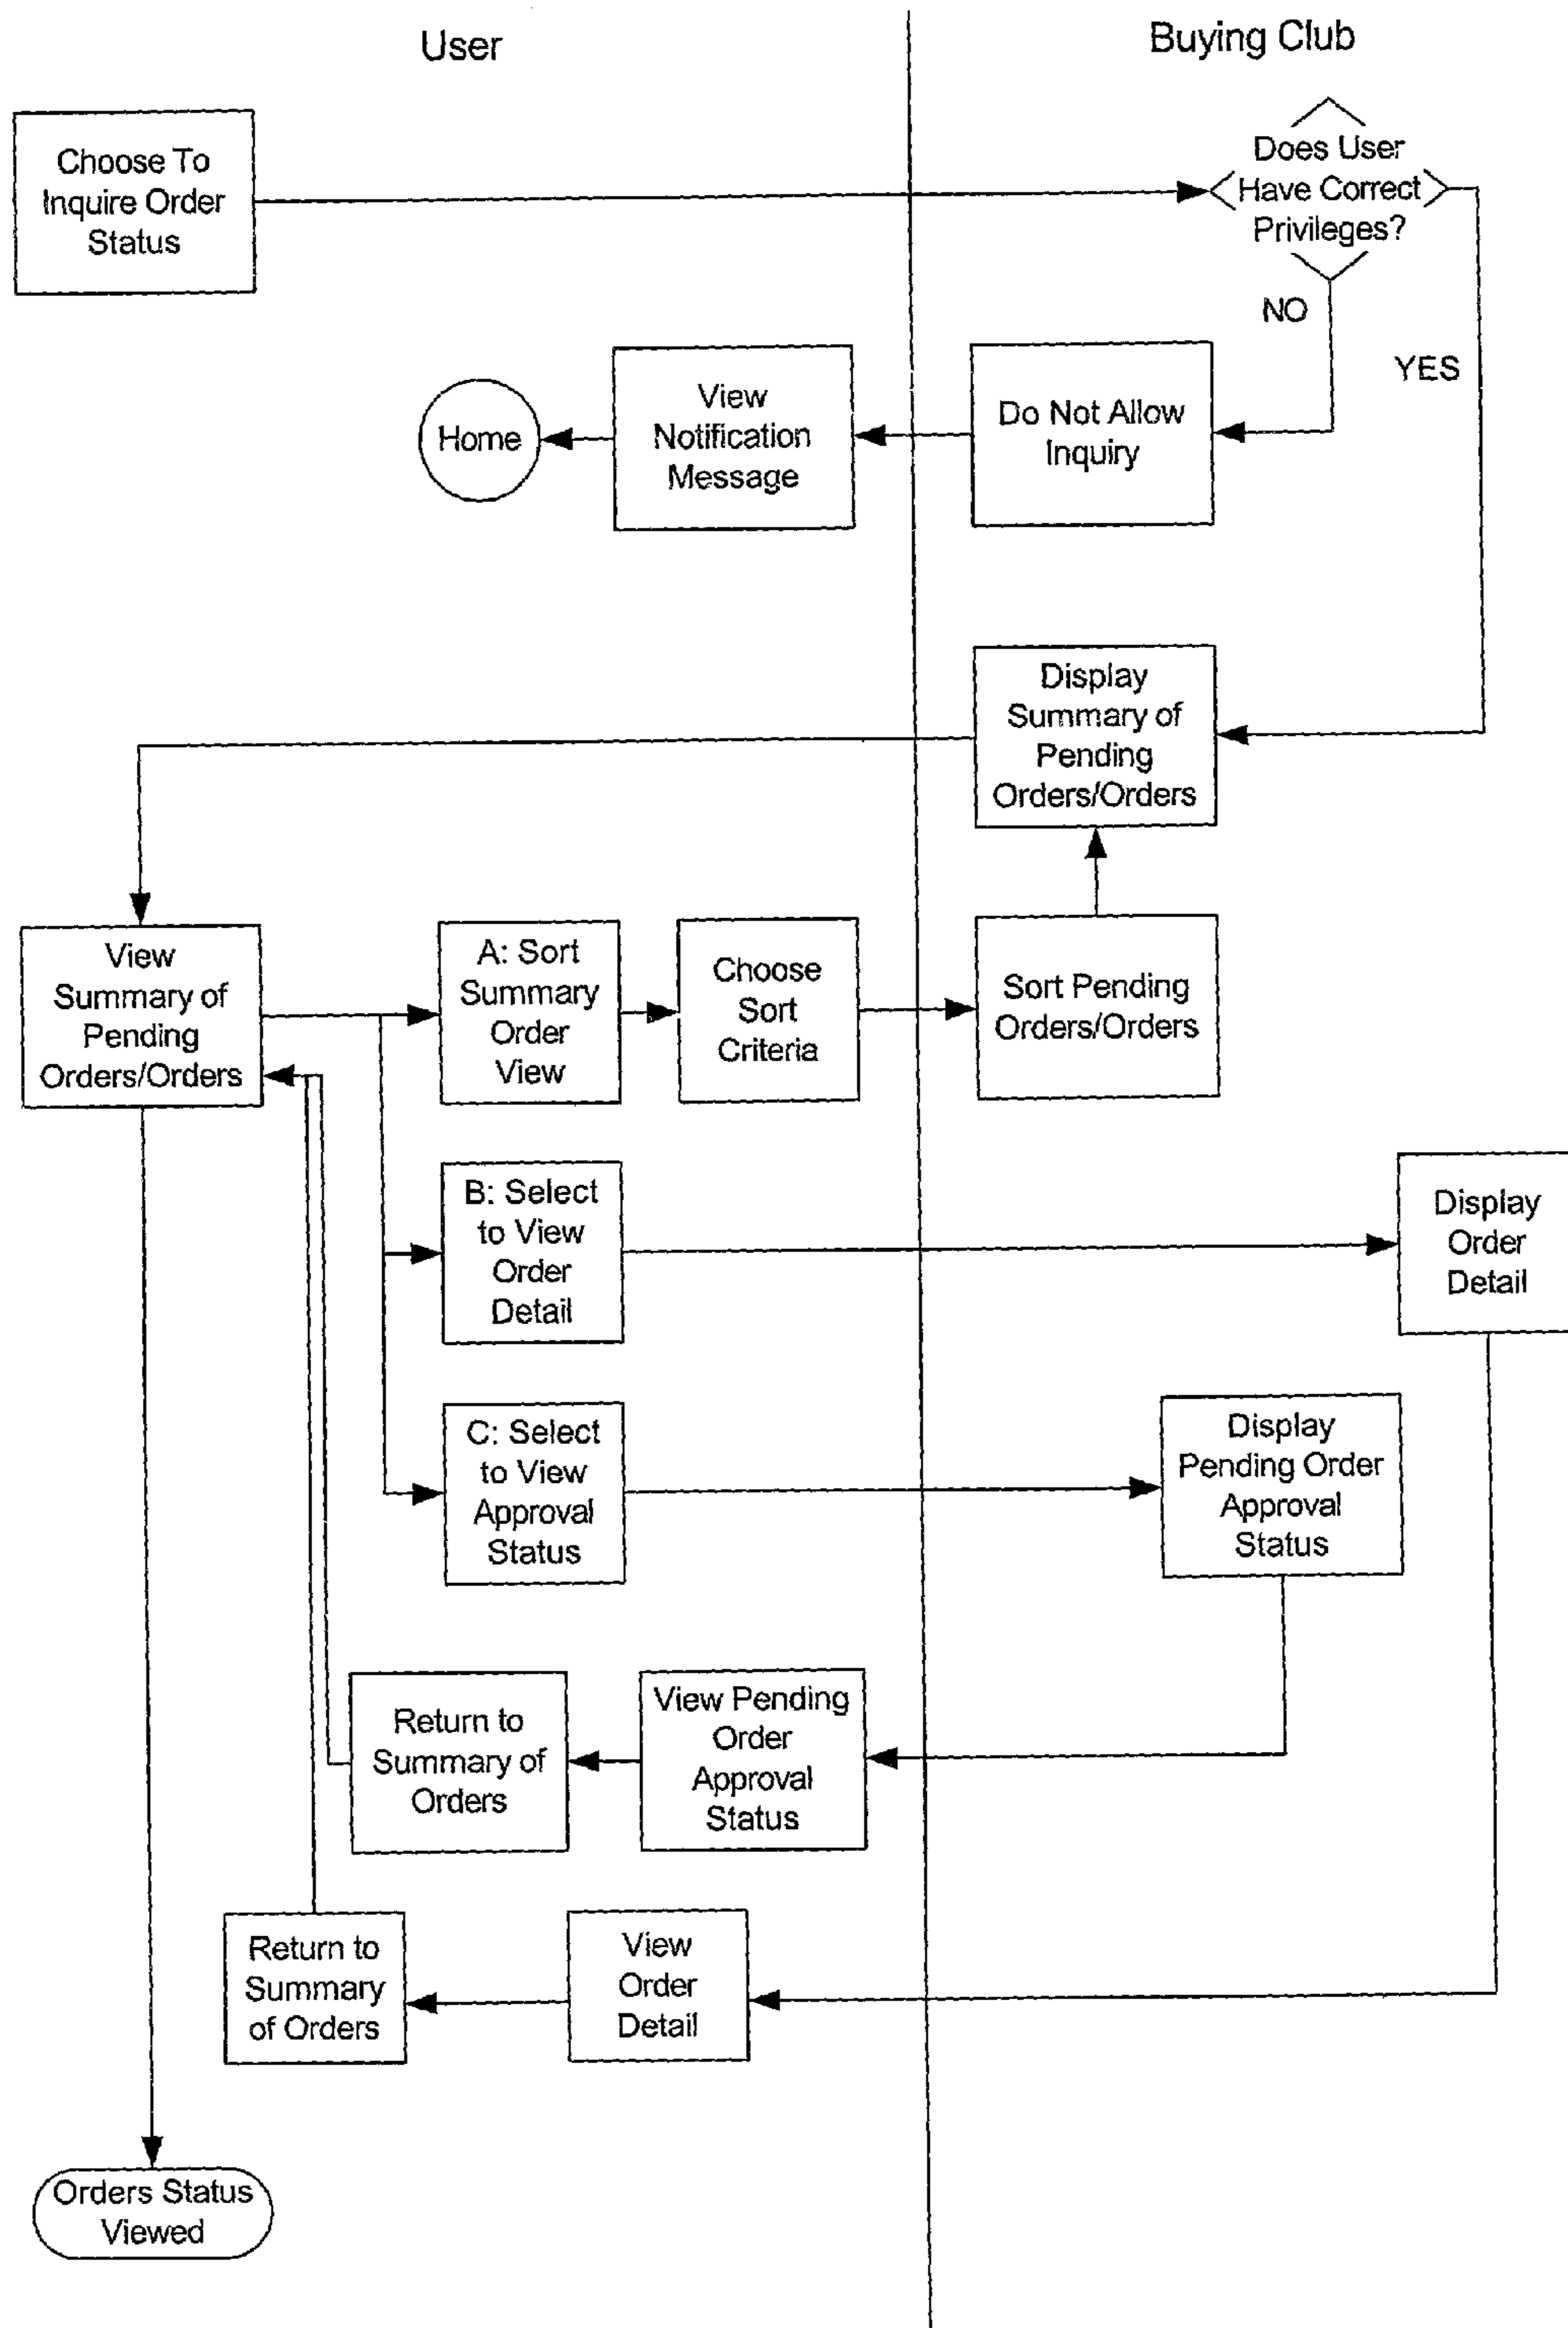 User
Buying Club
Choose To
Inquire Order
Status
Does User
Have Correct
Privileges?
NO
YES
Home
View
Notification
Message
Do Not Allow
Inquiry
Display
Summary of
Pending
Orders/Orders
View
Summary of
Pending
Orders/Orders
A: Sort
Summary
Order
View
Choose
Sort
Criteria
Sort Pending
Orders/Orders
B: Select
to View
Order
Detail
Display
Order
Detail
C: Select
to View
Approval
Status
Display
Pending Order
Approval
Status
Return to
Summary of
Orders
View Pending
Order
Approval
Status
Return to
Summary
of Orders
View
Order
Detail
Orders Status
Viewed